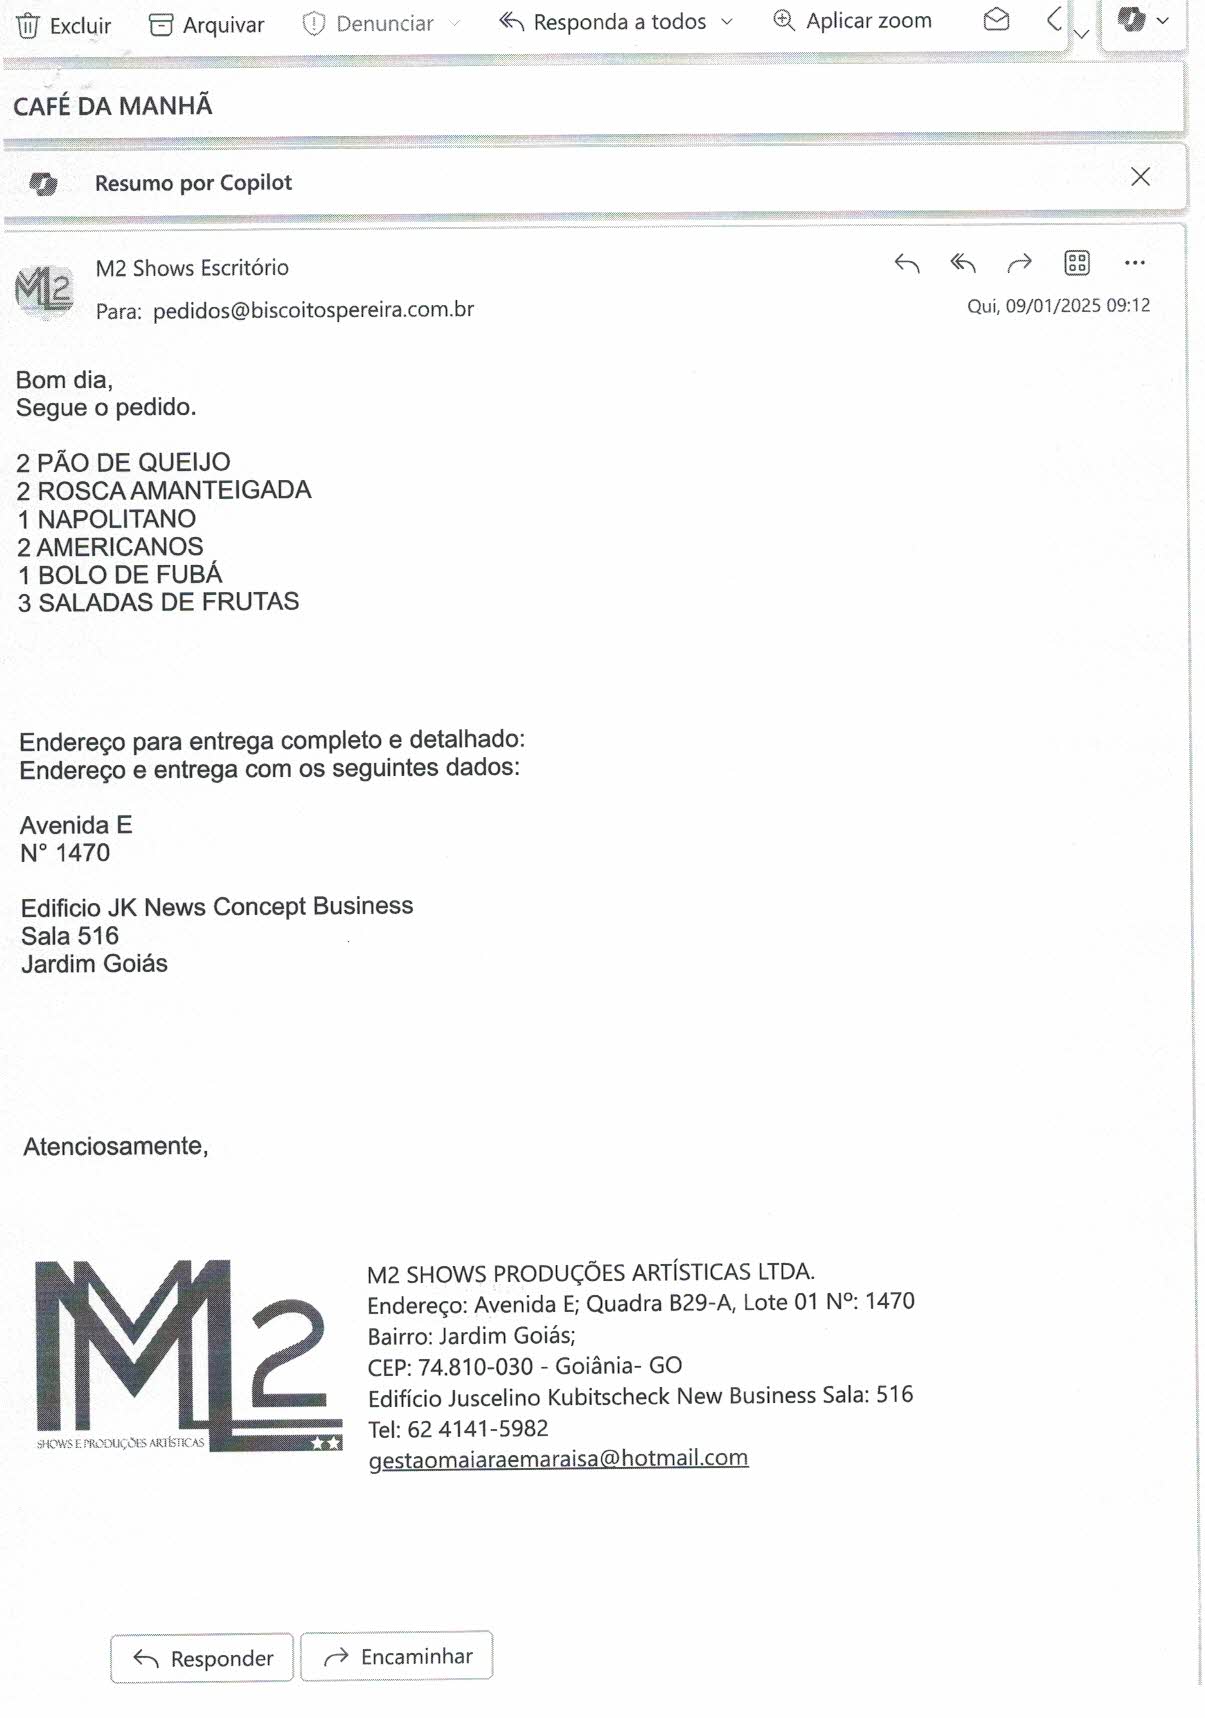 Excluir Arquivar Denunciar Responda a todos Aplicar zoom
CAFÉ DA MANHÃ
Resumo por Copilot
M2 Shows Escritório
Para: pedidos@biscoitospereira.com.br
Qui, 09/01/2025 09:12
Bom dia,
Segue o pedido.
2 PÃO DE QUEIJO
2 ROSCA AMANTEIGADA
1 NAPOLITANO
2 AMERICANOS
1 BOLO DE FUBÁ
3 SALADAS DE FRUTAS
Endereço para entrega completo e detalhado:
Endereço e entrega com os seguintes dados:
Avenida E
N° 1470
Edificio JK News Concept Business
Sala 516
Jardim Goiás
Atenciosamente,
M2
SHOWS E PRODUÇÕES ARTÍSTICAS
M2 SHOWS PRODUÇÕES ARTÍSTICAS LTDA.
Endereço: Avenida E; Quadra B29-A, Lote 01 Nº: 1470
Bairro: Jardim Goiás;
CEP: 74.810-030 - Goiânia- GO
Edifício Juscelino Kubitscheck New Business Sala: 516
Tel: 62 4141-5982
gestaomaiaraemaraisa@hotmail.com
Responder Encaminhar